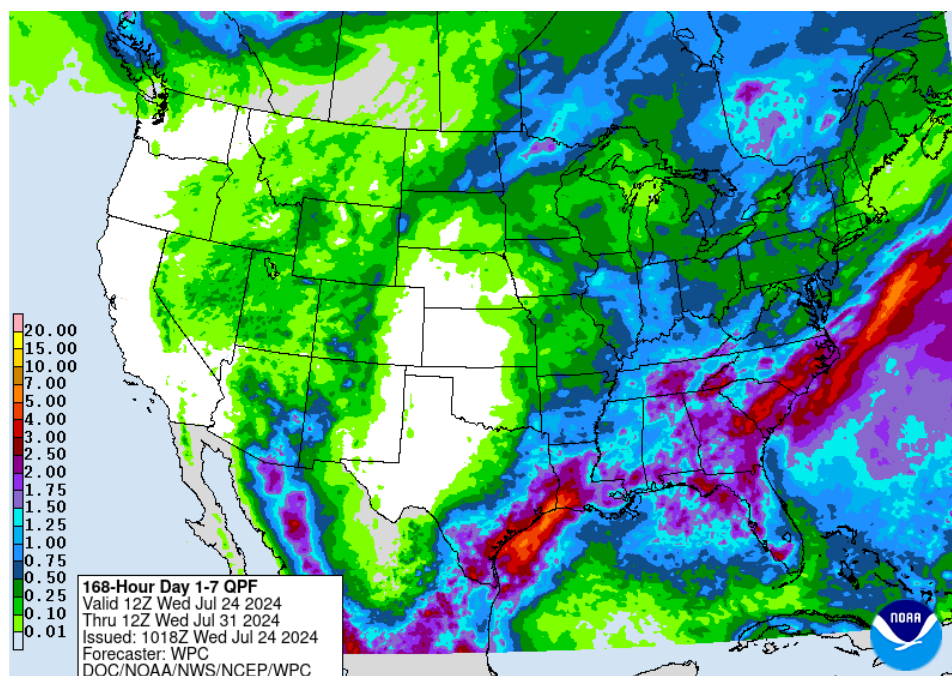 20.00
15.00
10.00
7.00
5.00
4.00
3.00
2.50
2.00
1.75
1.50
1.25
1.00
0.75
0.50
0.25
0.10
0.01
168-Hour Day 1-7 QPF
Valid 12Z Wed Jul 24 2024
Thru 12Z Wed Jul 31 2024
Issued: 1018Z Wed Jul 24 2024
Forecaster: WPC
DOC/NOAA/NWS/NCEP/WPC
NOAA